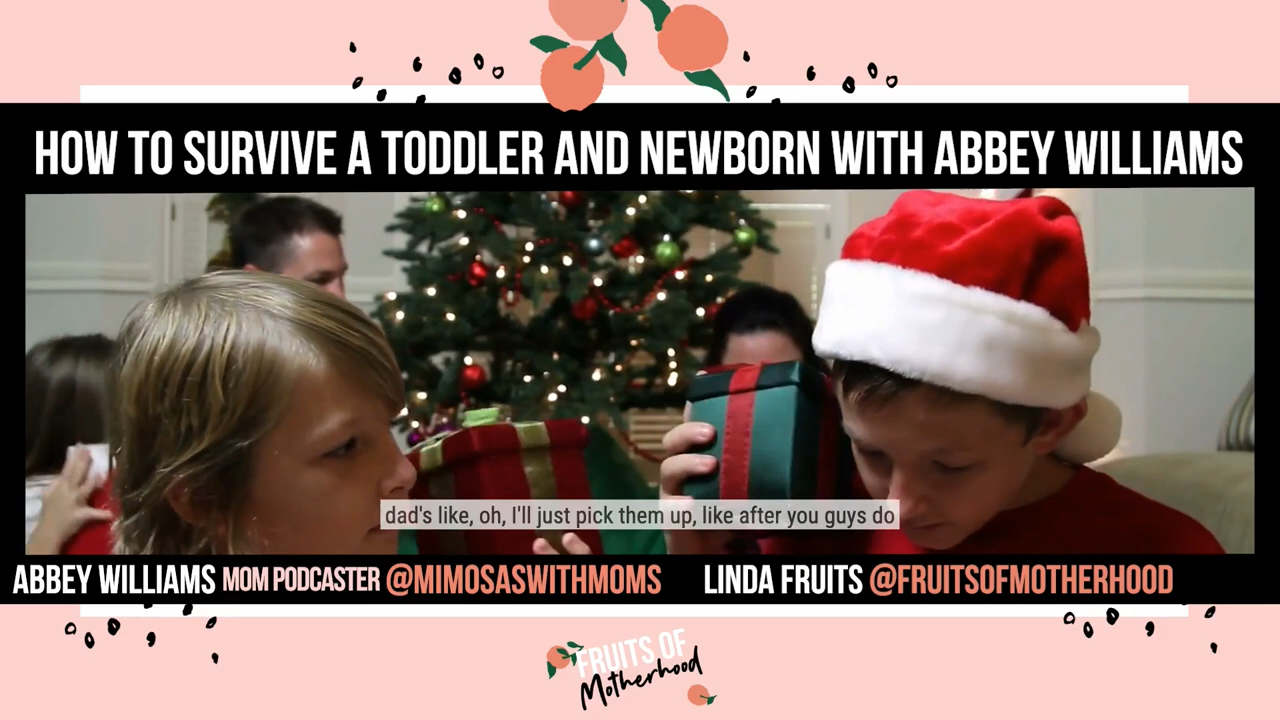 HOW TO SURVIVE A TODDLER AND NEWBORN WITH ABBEY WILLIAMS
dad's like, oh, I'll just pick them up, like after you guys do
ABBEY WILLIAMS MOM PODCASTER @MIMOSASWITHMOMS LINDA FRUITS @FRUITSOFMOTHERHOOD
FRUITS OF
Motherhood